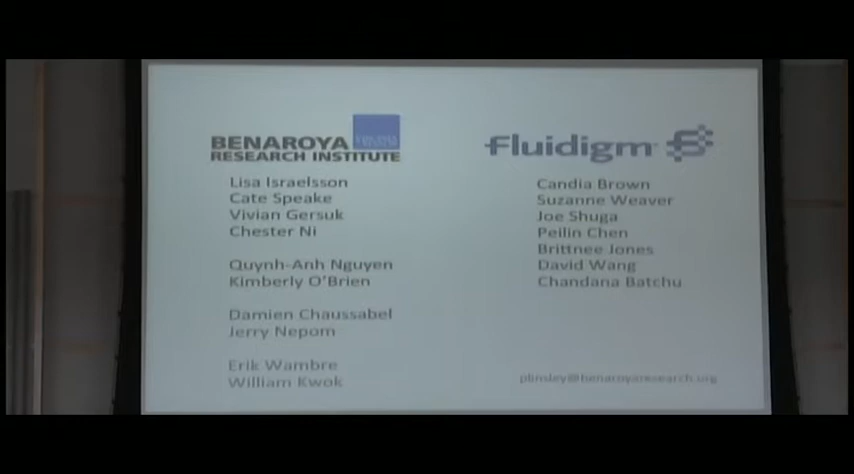 BENAROYA
RESEARCH INSTITUTE
Lisa Israelsson
Cate Speake
Vivian Gersuk
Chester Ni
Quynh-Anh Nguyen
Kimberly O'Brien
Damien Chaussabel
Jerry Nepom
Erik Wambre
William Kwok
fluidigm
Candia Brown
Suzanne Weaver
Joe Shuga
Peilin Chen
Brittnee Jones
David Wang
Chandana Batchu
plinsley@benaroyaresearch.org